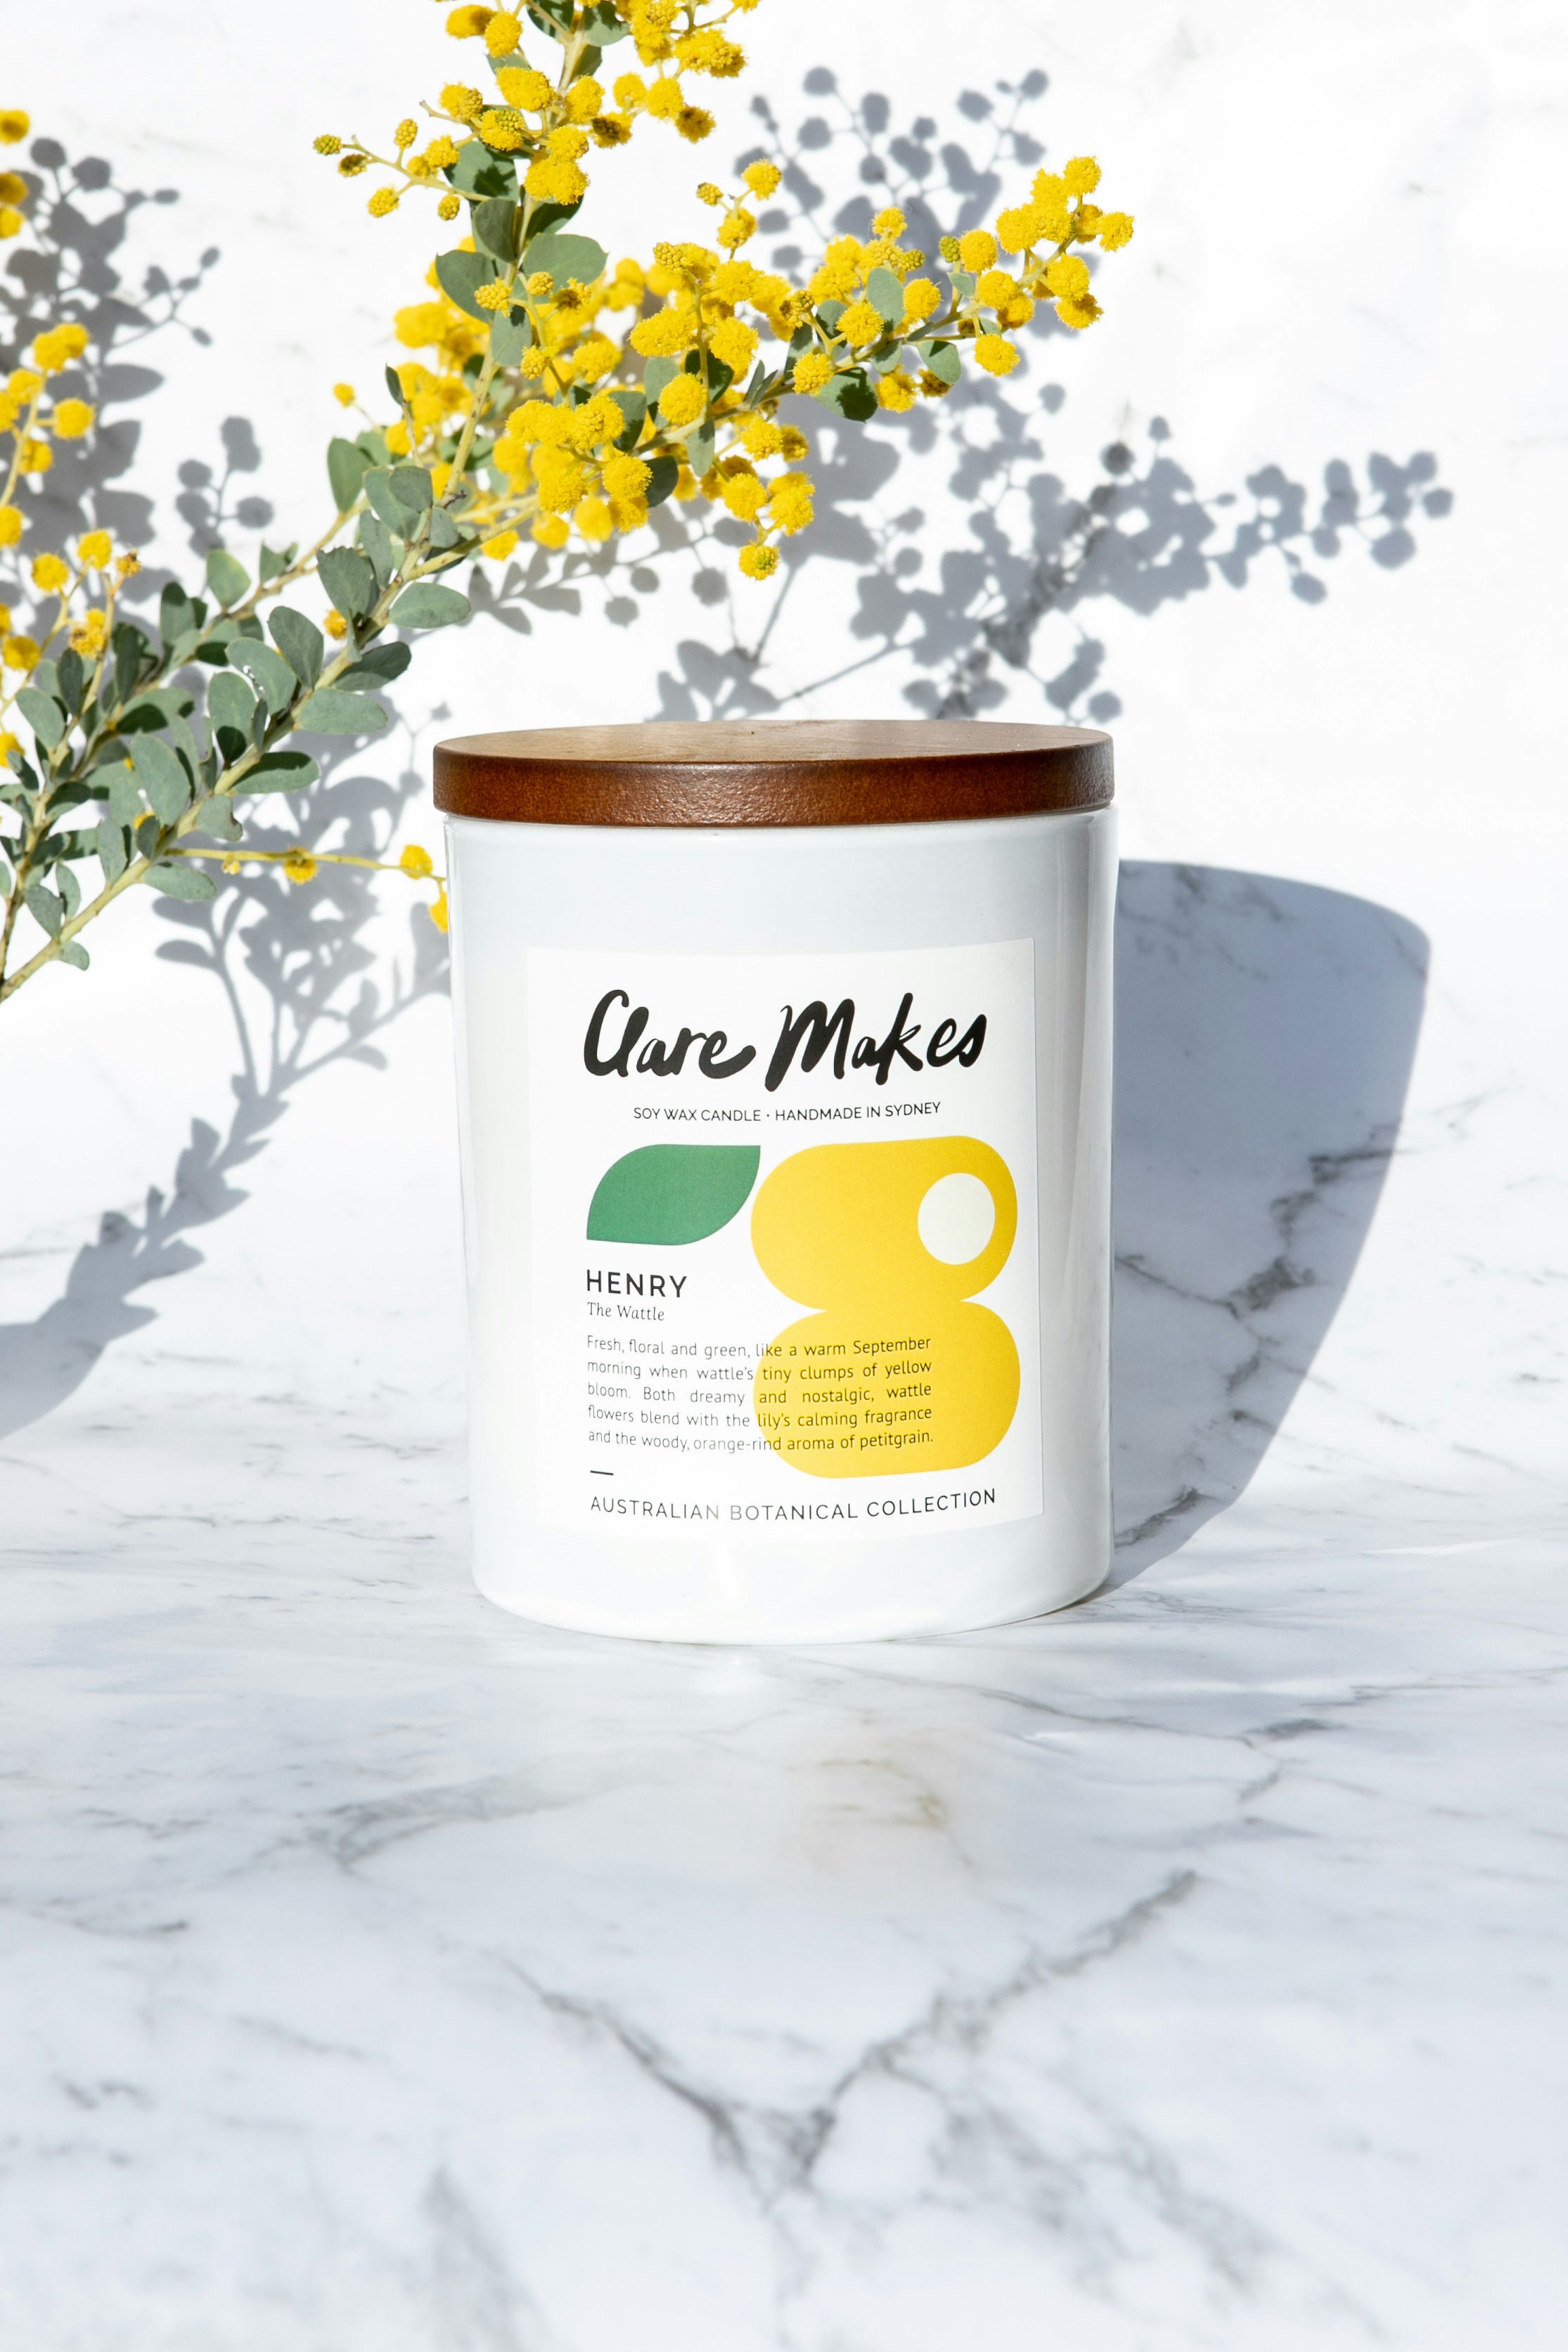 Clare Makes
SOY WAX CANDLE · HANDMADE IN SYDNEY
HENRY
The Wattle
Fresh, floral and green, like a warm September
morning when wattle's tiny clumps of yellow
bloom. Both dreamy and nostalgic, wattle
flowers blend with the lily's calming fragrance
and the woody, orange-rind aroma of petitgrain.
AUSTRALIAN BOTANICAL COLLECTION